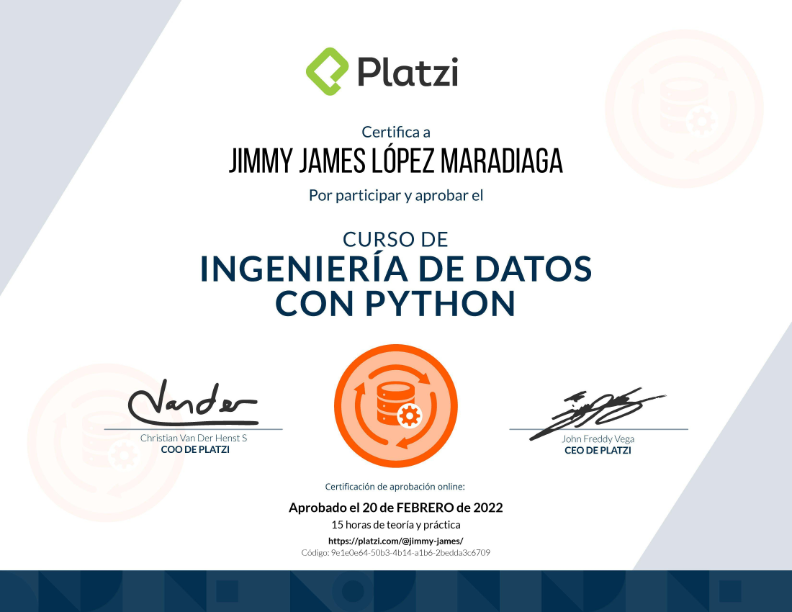 Platzi
Certifica a
JIMMY JAMES LÓPEZ MARADIAGA
Por participar y aprobar el
CURSO DE
INGENIERÍA DE DATOS
CON PYTHON
Christian Van Der Henst S
COO DE PLATZI
John Freddy Vega
CEO DE PLATZI
Certificación de aprobación online:
Aprobado el 20 de FEBRERO de 2022
15 horas de teoría y práctica
https://platzi.com/@jimmy-james/
Código: 9e1e0e64-50b3-4b14-a1b6-2bedda3c6709